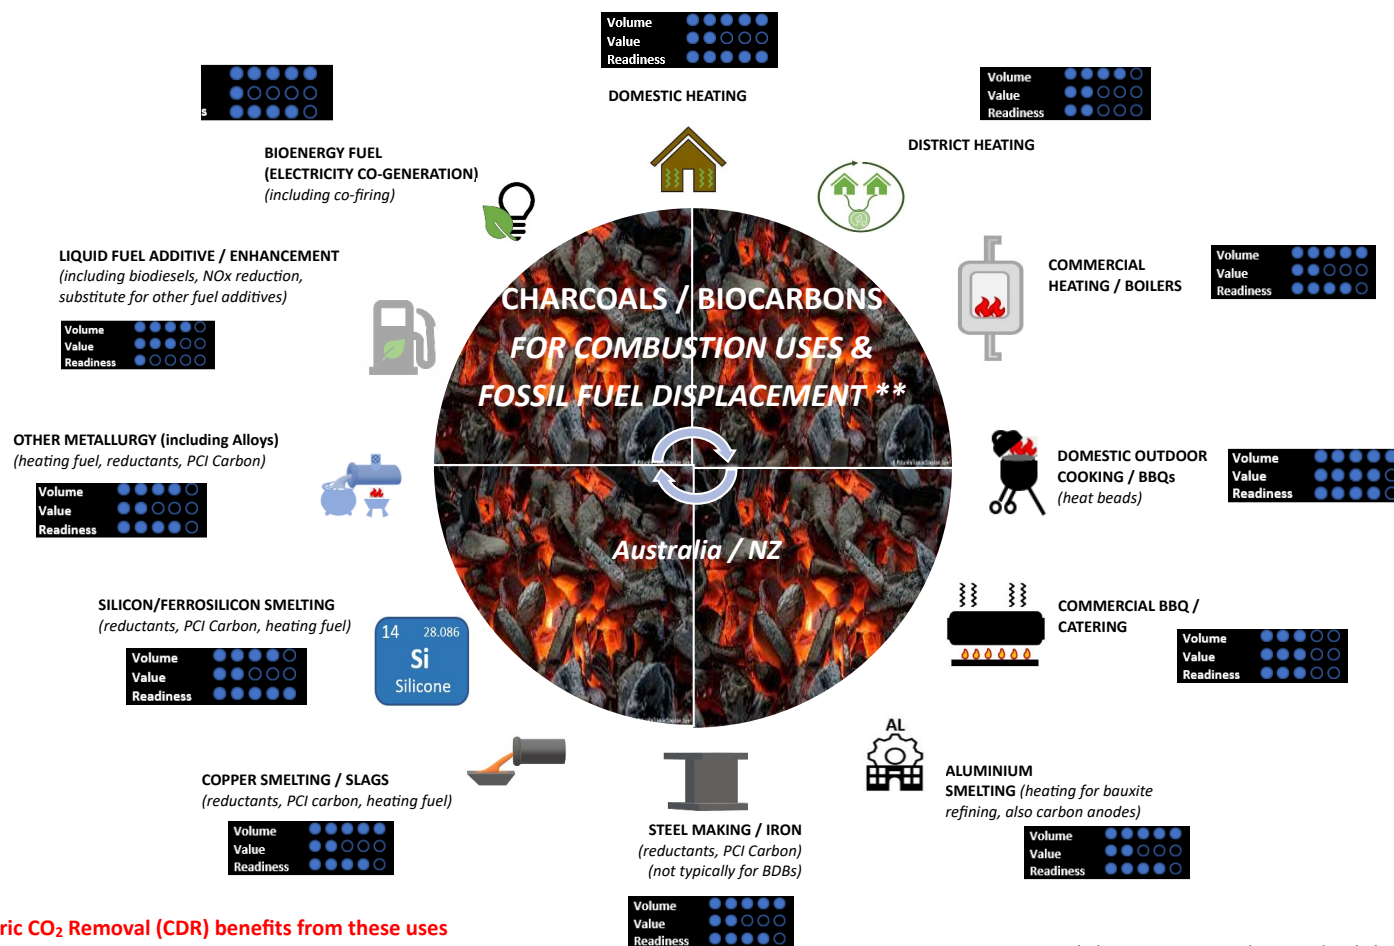 Volume
Value
Readiness
DOMESTIC HEATING
Volume
Value
Readiness
DISTRICT HEATING
s
BIOENERGY FUEL
(ELECTRICITY CO-GENERATION)
(including co-firing)
LIQUID FUEL ADDITIVE / ENHANCEMENT
(including biodiesels, NOx reduction,
substitute for other fuel additives)
Volume
Value
Readiness
COMMERCIAL
HEATING / BOILERS
Volume
Value
Readiness
CHARCOALS / BIOCARBONS
FOR COMBUSTION USES &
FOSSIL FUEL DISPLACEMENT **
Australia / NZ
OTHER METALLURGY (including Alloys)
(heating fuel, reductants, PCI Carbon)
Volume
Value
Readiness
DOMESTIC OUTDOOR
COOKING / BBQs
(heat beads)
Volume
Value
Readiness
SILICON/FERROSILICON SMELTING
(reductants, PCI Carbon, heating fuel)
Volume
Value
Readiness
14 28.086
Si
Silicone
COMMERCIAL BBQ /
CATERING
Volume
Value
Readiness
COPPER SMELTING / SLAGS
(reductants, PCI carbon, heating fuel)
Volume
Value
Readiness
AL
ALUMINIUM
SMELTING (heating for bauxite
refining, also carbon anodes)
Volume
Value
Readiness
STEEL MAKING / IRON
(reductants, PCI Carbon)
(not typically for BDBs)
Volume
Value
Readiness
ric CO₂ Removal (CDR) benefits from these uses